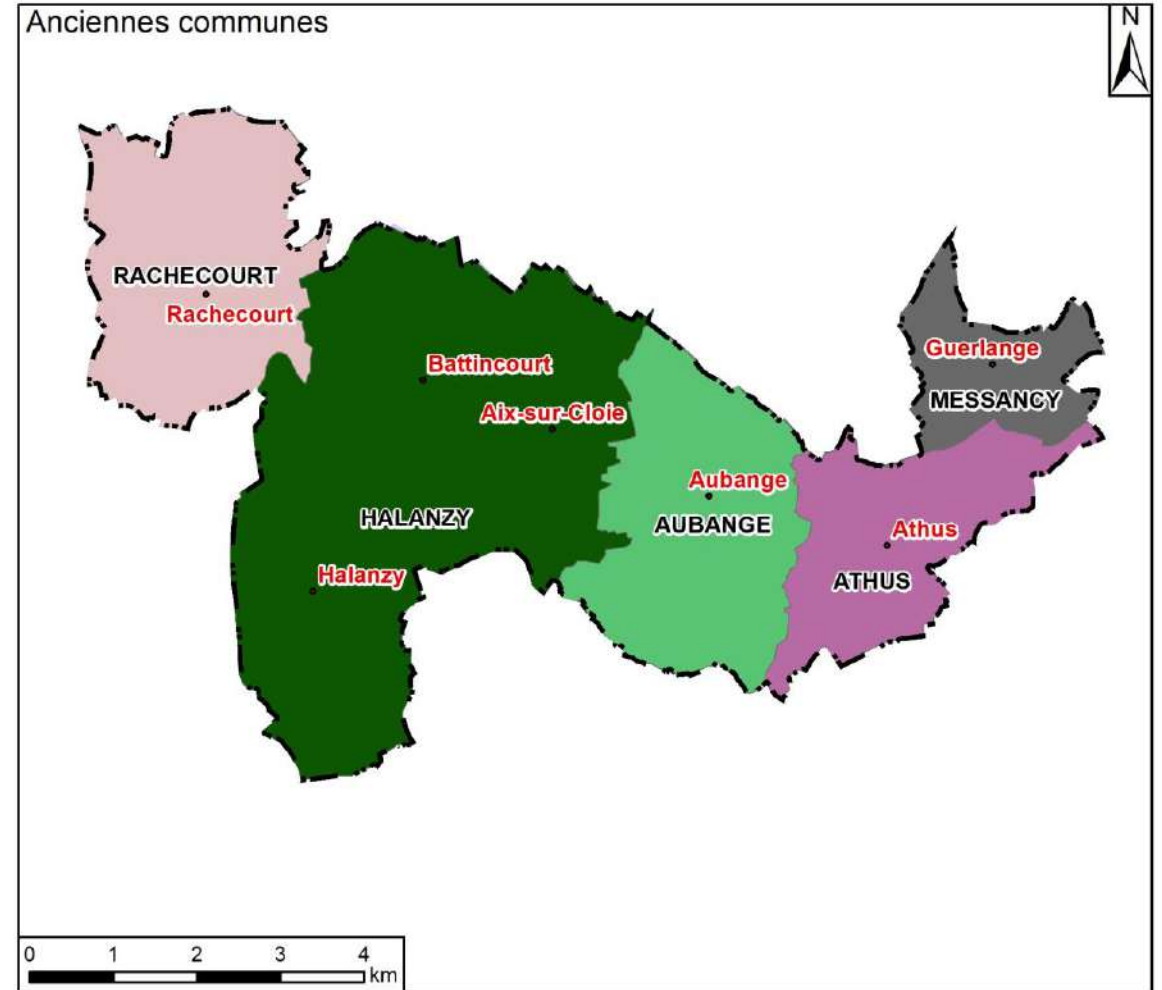 Anciennes communes
N
RACHECOURT
Rachecourt
Battincourt
Guerlange
MESSANCY
Aix-sur-Cloie
Aubange
HALANZY
AUBANGE
Athus
Halanzy
ATHUS
0 1 2 3 4
km